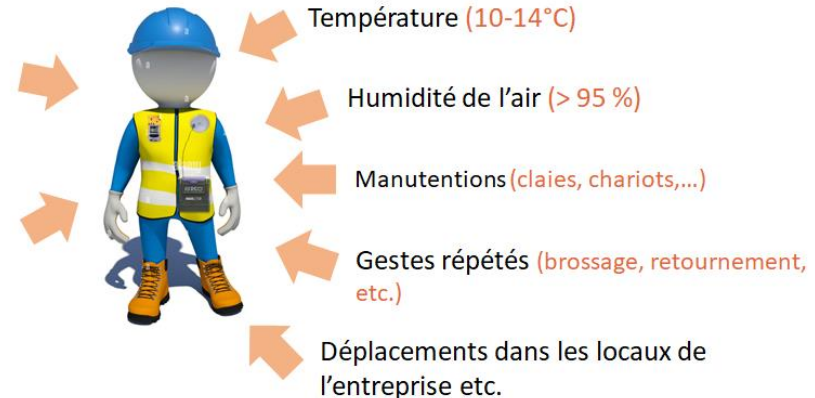 Température (10-14°C)
Humidité de l'air (> 95 %)
Manutentions (claies, chariots,...)
Gestes répétés (brossage, retournement,
etc.)
Déplacements dans les locaux de
l'entreprise etc.